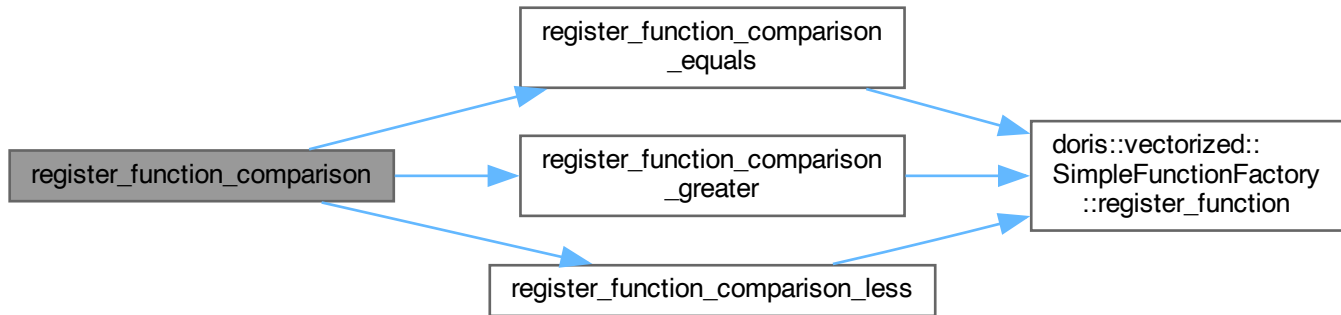 register_function_comparison
register_function_comparison
_equals
register_function_comparison
_greater
register_function_comparison_less
doris::vectorized::
SimpleFunctionFactory
::register_function